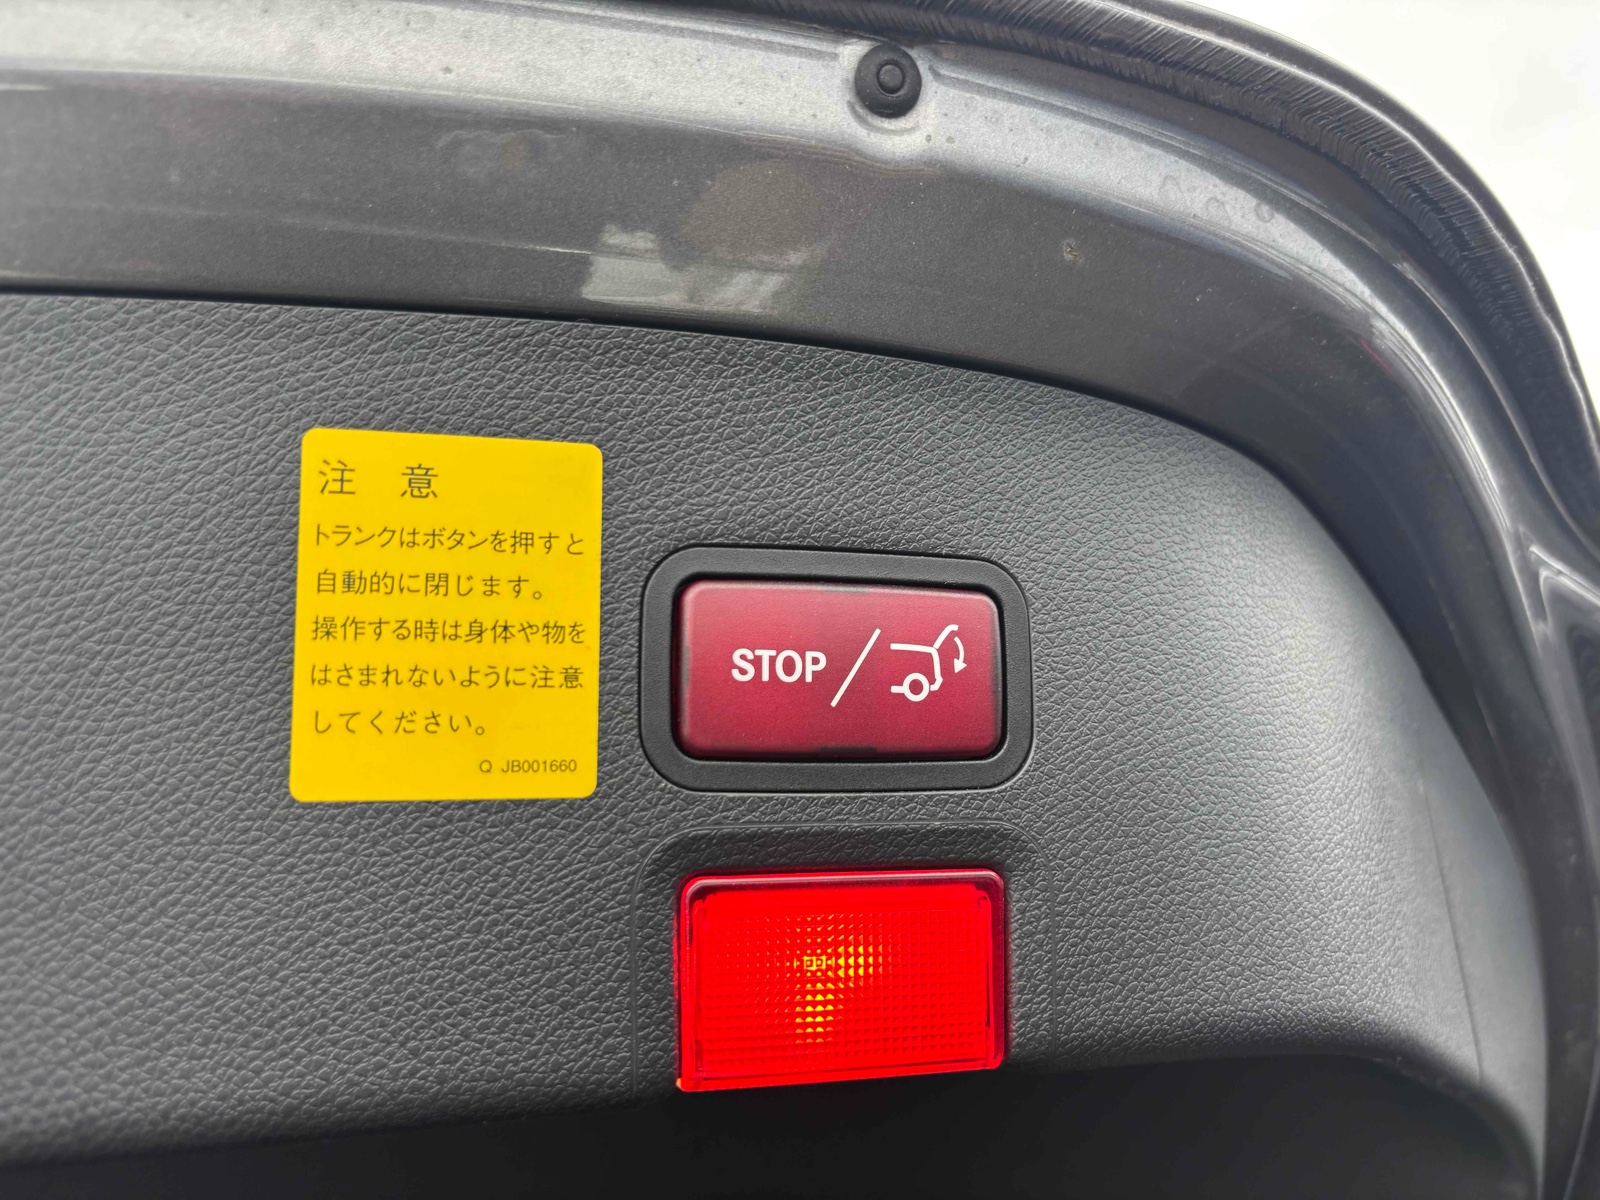 注 意
トランクはボタンを押すと
自動的に閉じます。
操作する時は身体や物を
はさまれないように注意
してください。
Q JB001660
STOP